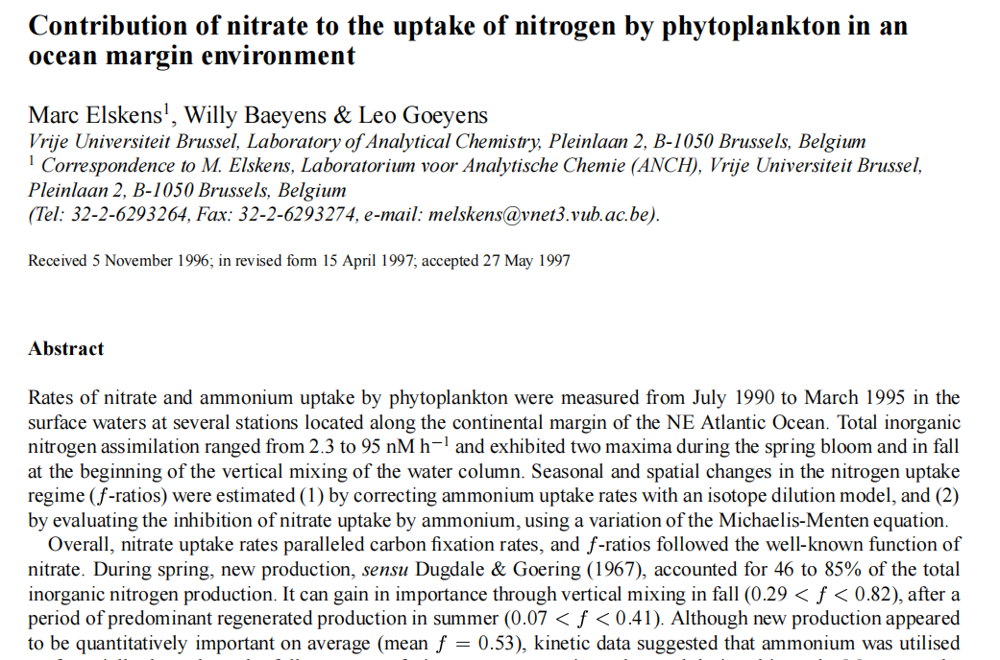 Contribution of nitrate to the uptake of nitrogen by phytoplankton in an
ocean margin environment
Marc Elskens¹, Willy Baeyens & Leo Goeyens
Vrije Universiteit Brussel, Laboratory of Analytical Chemistry, Pleinlaan 2, B-1050 Brussels, Belgium
¹ Correspondence to M. Elskens, Laboratorium voor Analytische Chemie (ANCH), Vrije Universiteit Brussel,
Pleinlaan 2, B-1050 Brussels, Belgium
(Tel: 32-2-6293264, Fax: 32-2-6293274, e-mail: melskens@vnet3.vub.ac.be).
Received 5 November 1996; in revised form 15 April 1997; accepted 27 May 1997
Abstract
Rates of nitrate and ammonium uptake by phytoplankton were measured from July 1990 to March 1995 in the
surface waters at several stations located along the continental margin of the NE Atlantic Ocean. Total inorganic
nitrogen assimilation ranged from 2.3 to 95 nM h⁻¹ and exhibited two maxima during the spring bloom and in fall
at the beginning of the vertical mixing of the water column. Seasonal and spatial changes in the nitrogen uptake
regime (f-ratios) were estimated (1) by correcting ammonium uptake rates with an isotope dilution model, and (2)
by evaluating the inhibition of nitrate uptake by ammonium, using a variation of the Michaelis-Menten equation.
Overall, nitrate uptake rates paralleled carbon fixation rates, and f-ratios followed the well-known function of
nitrate. During spring, new production, sensu Dugdale & Goering (1967), accounted for 46 to 85% of the total
inorganic nitrogen production. It can gain in importance through vertical mixing in fall (0.29 < f < 0.82), after a
period of predominant regenerated production in summer (0.07 < f < 0.41). Although new production appeared
to be quantitatively important on average (mean f = 0.53), kinetic data suggested that ammonium was utilised